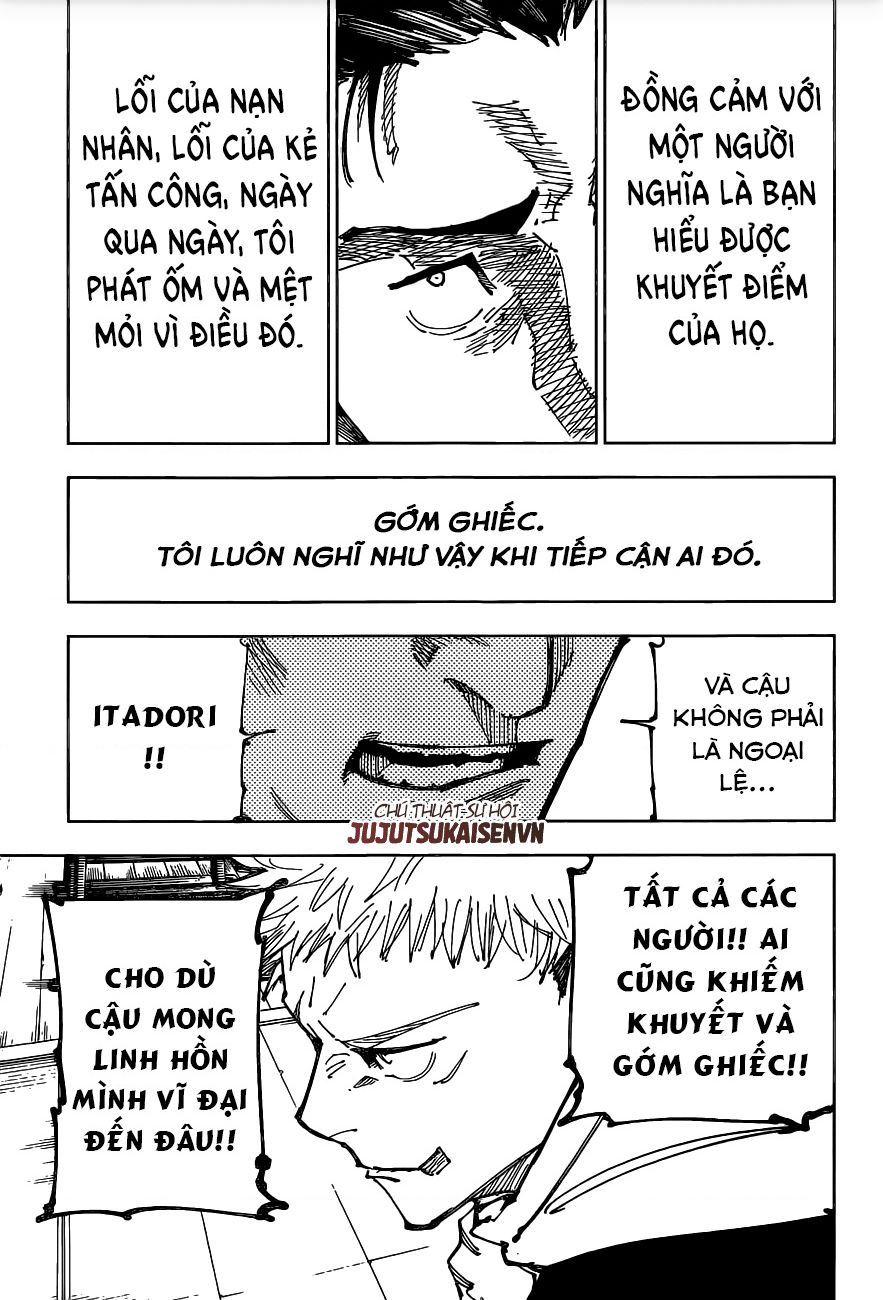 ĐỒNG CẢM VỚI
MỘT NGƯỜI
NGHĨA LÀ BẠN
HIỂU ĐƯỢC
KHUYẾT ĐIỂM
CỦA HỌ.
LỖI CỦA NẠN
NHÂN, LỖI CỦA KẺ
TẤN CÔNG, NGÀY
QUA NGÀY, TÔI
PHÁT ỐM VÀ MỆT
MỎI VÌ ĐIỀU ĐÓ.
GỚM GHIẾC.
TÔI LUÔN NGHĨ NHƯ VẬY KHI TIẾP CẬN AI ĐÓ.
VÀ CẬU
KHÔNG PHẢI
LÀ NGOẠI
LỆ...
ITADORI
!!
CHÚ THUẬT SƯ HỘI
JUJUTSUKAISENVN
TẤT CẢ CÁC
NGƯỜI!! AI
CŨNG KHIẾM
KHUYẾT VÀ
GỚM GHIẾC!!
CHO DÙ
CẬU MONG
LINH HỒN
MÌNH VĨ ĐẠI
ĐẾN ĐÂU!!